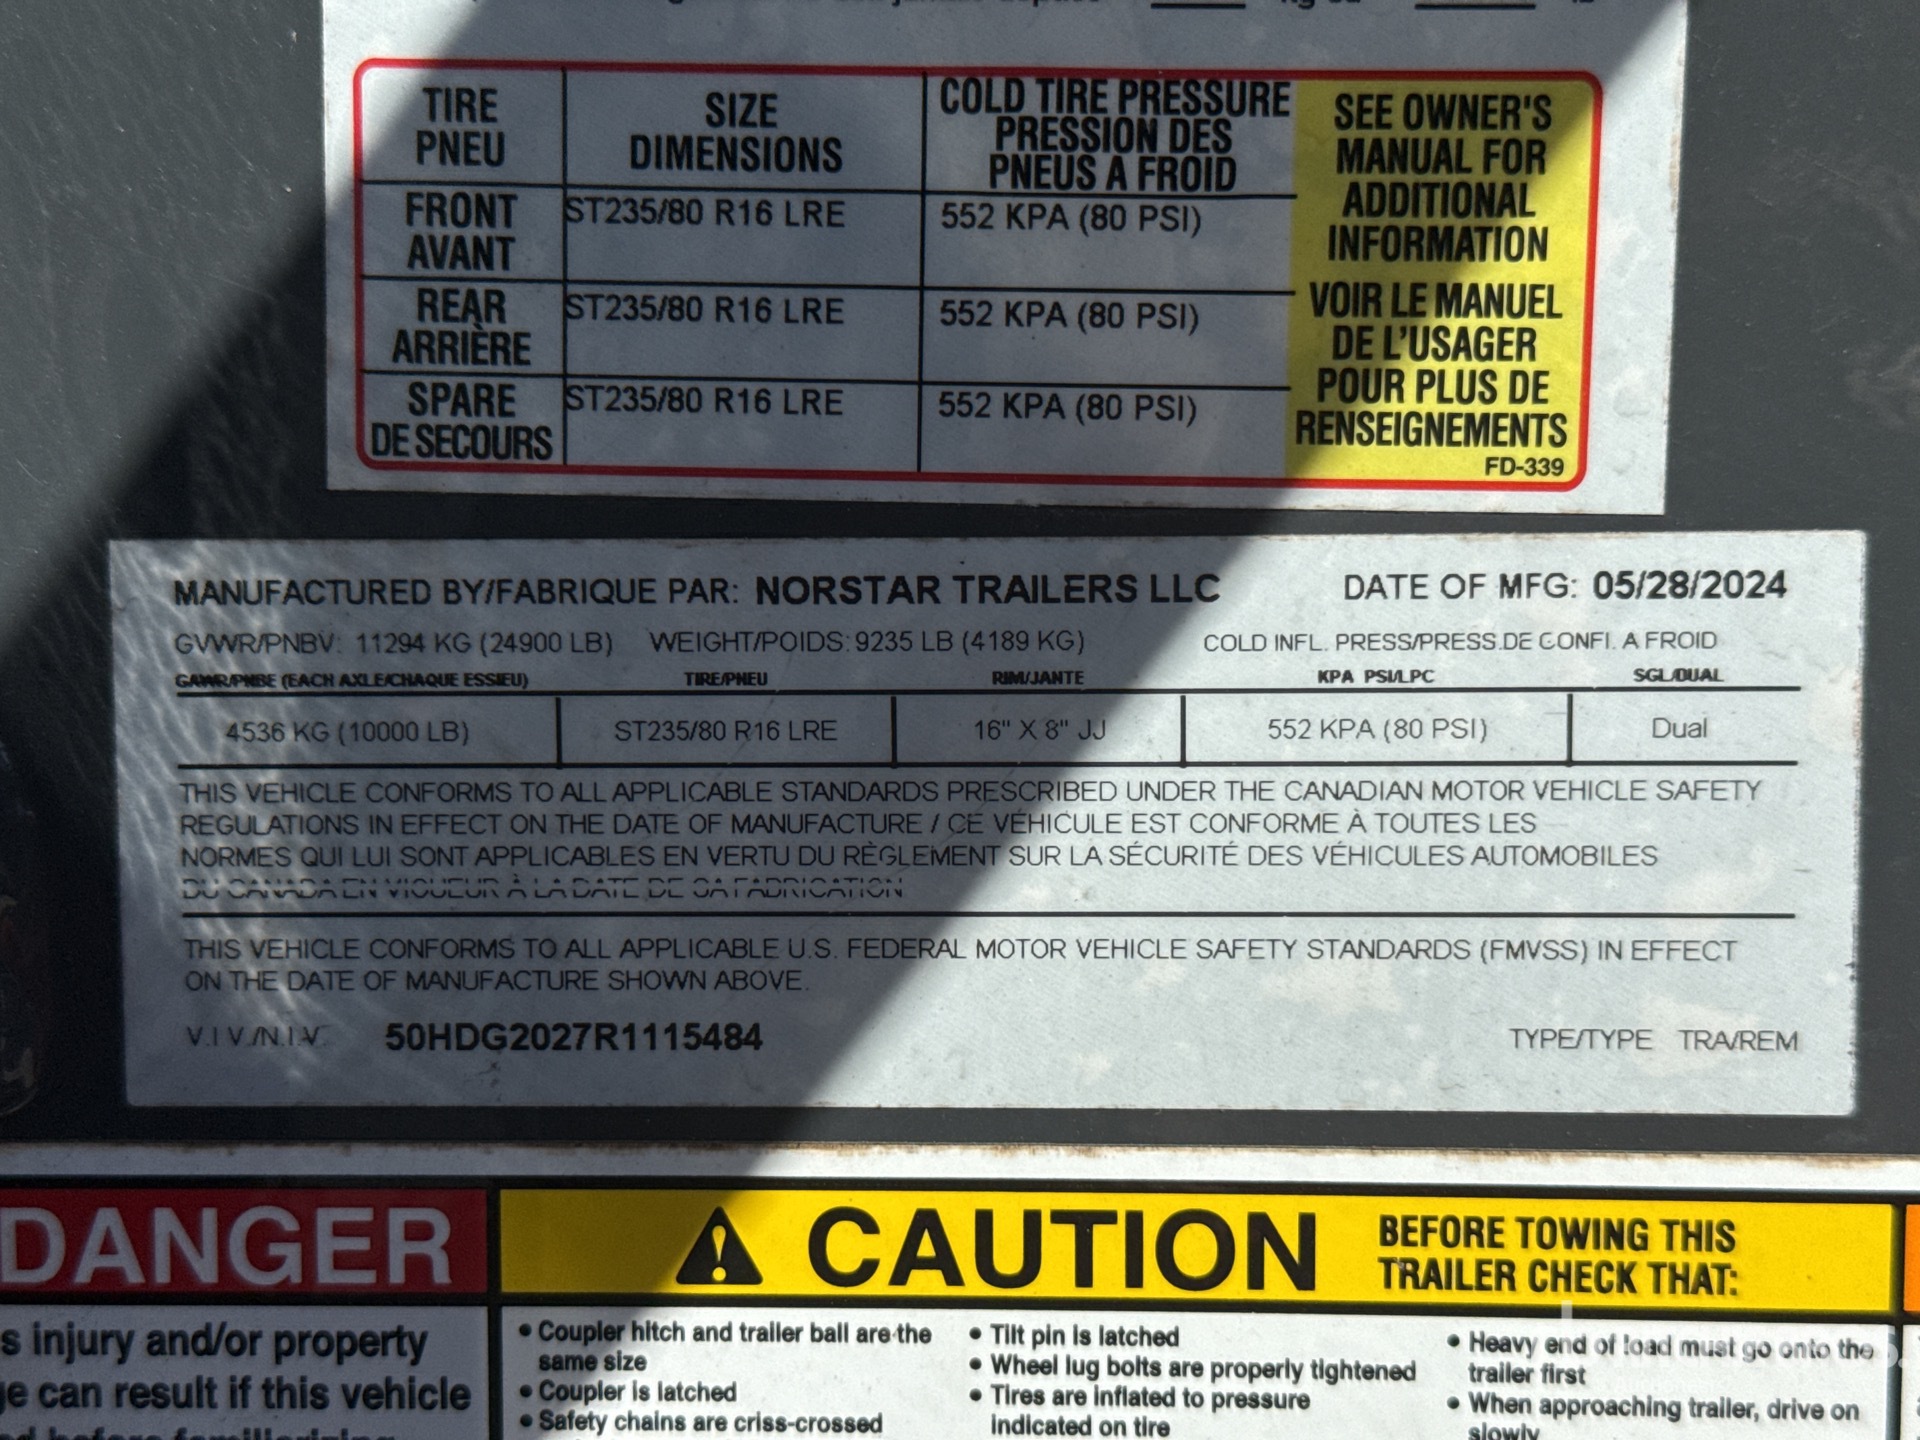 TIRE
PNEU
SIZE
DIMENSIONS
COLD TIRE PRESSURE
PRESSION DES
PNEUS A FROID
SEE OWNER'S
MANUAL FOR
ADDITIONAL
INFORMATION
VOIR LE MANUEL
DE L'USAGER
POUR PLUS DE
RENSEIGNEMENTS
FD-339
FRONT
AVANT
ST235/80 R16 LRE
552 KPA (80 PSI)
REAR
ARRIÈRE
ST235/80 R16 LRE
552 KPA (80 PSI)
SPARE
DE SECOURS
ST235/80 R16 LRE
552 KPA (80 PSI)
MANUFACTURED BY/FABRIQUE PAR: NORSTAR TRAILERS LLC DATE OF MFG: 05/28/2024
GVWR/PNBV: 11294 KG (24900 LB) WEIGHT/POIDS: 9235 LB (4189 KG) COLD INFL. PRESS/PRESS.DE CONFI. A FROID
GAWR/PNBE (EACH AXLE/CHAQUE ESSIEU) TIRE/PNEU RIM/JANTE KPA PSI/LPC SGL/DUAL
4536 KG (10000 LB) ST235/80 R16 LRE 16" X 8" JJ 552 KPA (80 PSI) Dual
THIS VEHICLE CONFORMS TO ALL APPLICABLE STANDARDS PRESCRIBED UNDER THE CANADIAN MOTOR VEHICLE SAFETY
REGULATIONS IN EFFECT ON THE DATE OF MANUFACTURE / CE VÉHICULE EST CONFORME À TOUTES LES
NORMES QUI LUI SONT APPLICABLES EN VERTU DU RÈGLEMENT SUR LA SÉCURITÉ DES VÉHICULES AUTOMOBILES
DU CANADA EN VIGUEUR À LA DATE DE SA FABRICATION
THIS VEHICLE CONFORMS TO ALL APPLICABLE U.S. FEDERAL MOTOR VEHICLE SAFETY STANDARDS (FMVSS) IN EFFECT
ON THE DATE OF MANUFACTURE SHOWN ABOVE.
V.I.V./N.I.V. 50HDG2027R1115484 TYPE/TYPE TRA/REM
DANGER
s injury and/or property
e can result if this vehicle
CAUTION
BEFORE TOWING THIS
TRAILER CHECK THAT:
• Coupler hitch and trailer ball are the
same size
• Coupler is latched
• Safety chains are criss-crossed
• Tilt pin is latched
• Wheel lug bolts are properly tightened
• Tires are inflated to pressure
indicated on tire
• Heavy end of load must go onto the
trailer first
• When approaching trailer, drive on
slowly